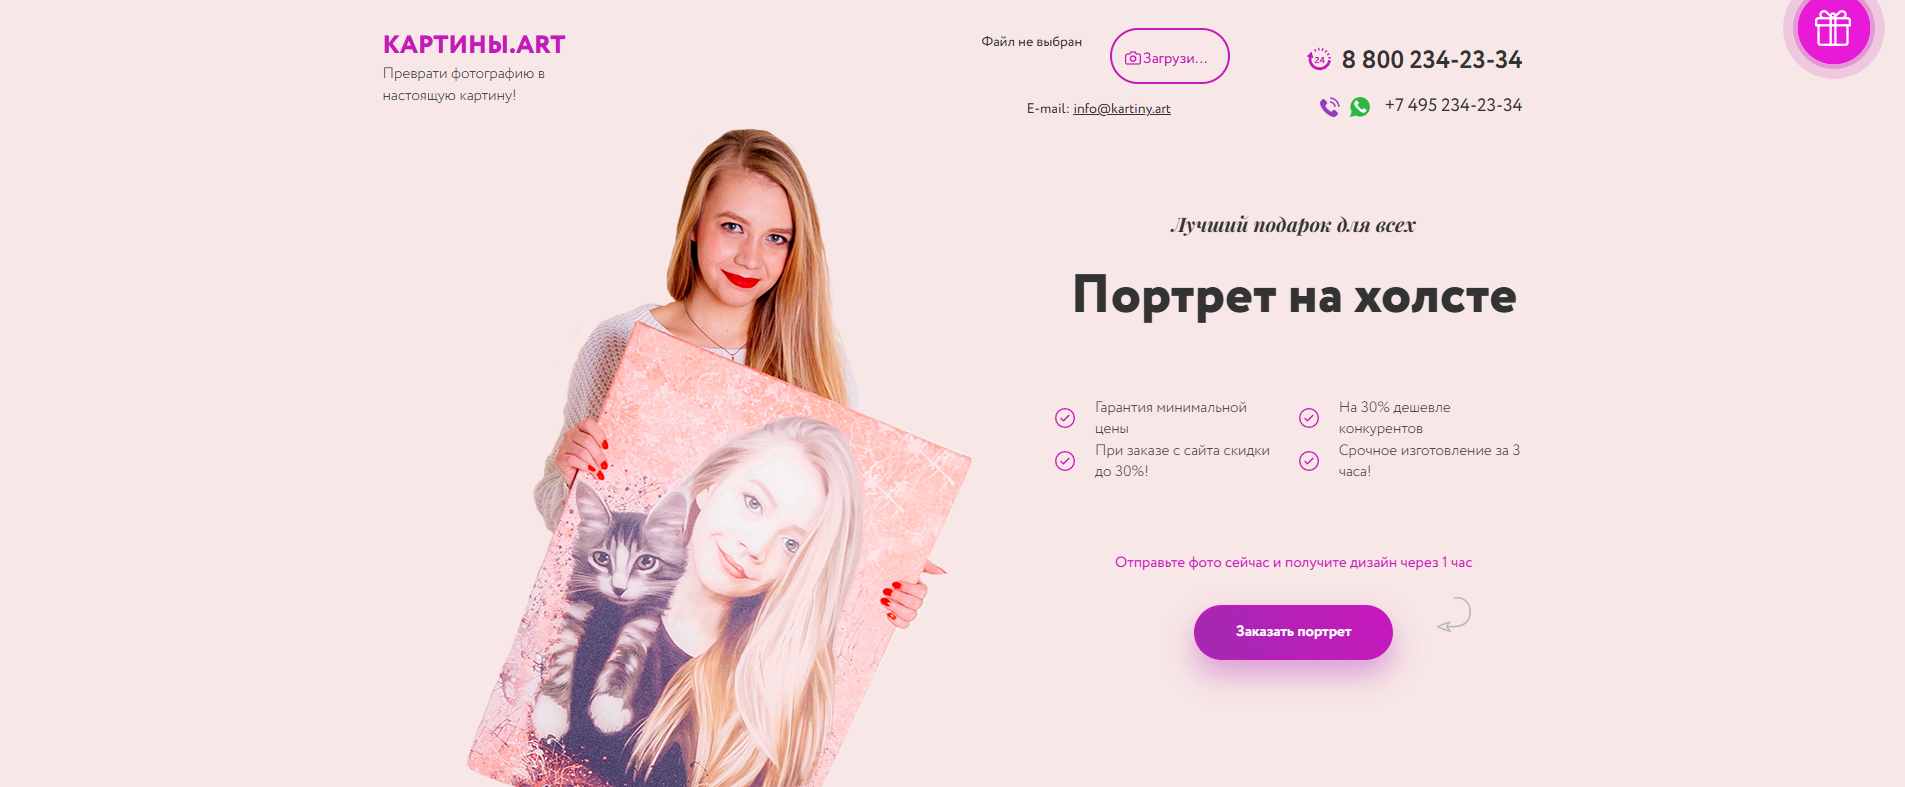 КАРТИНЫ.ART
Преврати фотографию в
настоящую картину!
Файл не выбран
Загрузи...
E-mail: info@kartiny.art
24
8 800 234-23-34
+7 495 234-23-34
Лучший подарок для всех
Портрет на холсте
Гарантия минимальной
цены
На 30% дешевле
конкурентов
При заказе с сайта скидки
до 30%!
Срочное изготовление за 3
часа!
Отправьте фото сейчас и получите дизайн через 1 час
Заказать портрет